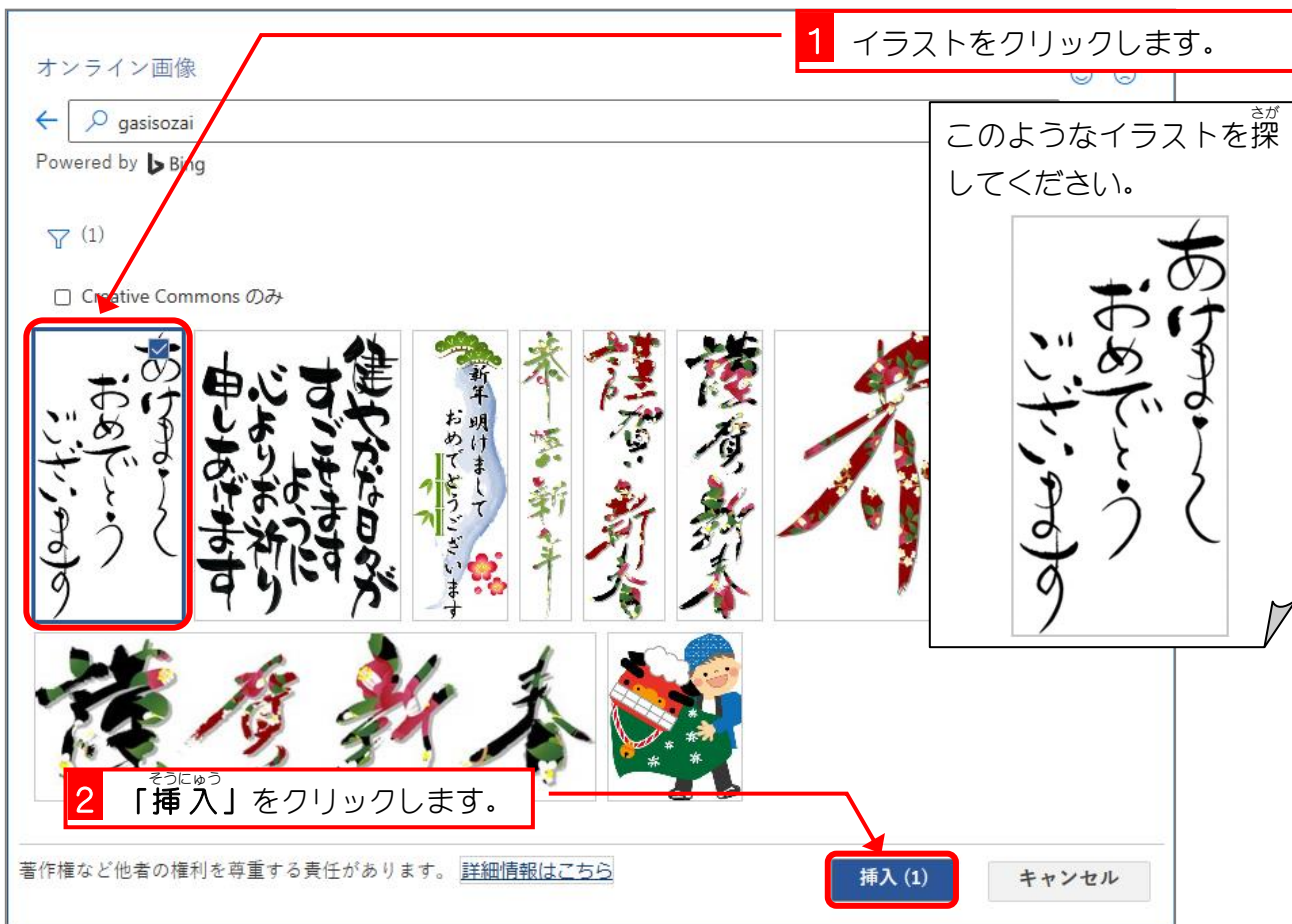 1 イラストをクリックします。
オンライン画像
gasisozai
Powered by Bing
(1)
Creative Commons のみ
さが
このようなイラストを探
してください。
あけまして
おめでとう
ございます
あけまして
おめでとう
ございます
健やかな日々が
すごせます
ように
心よりお祈り
申しあげます
新年 明けまして
おめでとうございます
恭賀新年
謹賀新春
謹賀新春
謹賀新春
そうにゅう
2 「挿入」をクリックします。
著作権など他者の権利を尊重する責任があります。 詳細情報はこちら
挿入 (1)
キャンセル